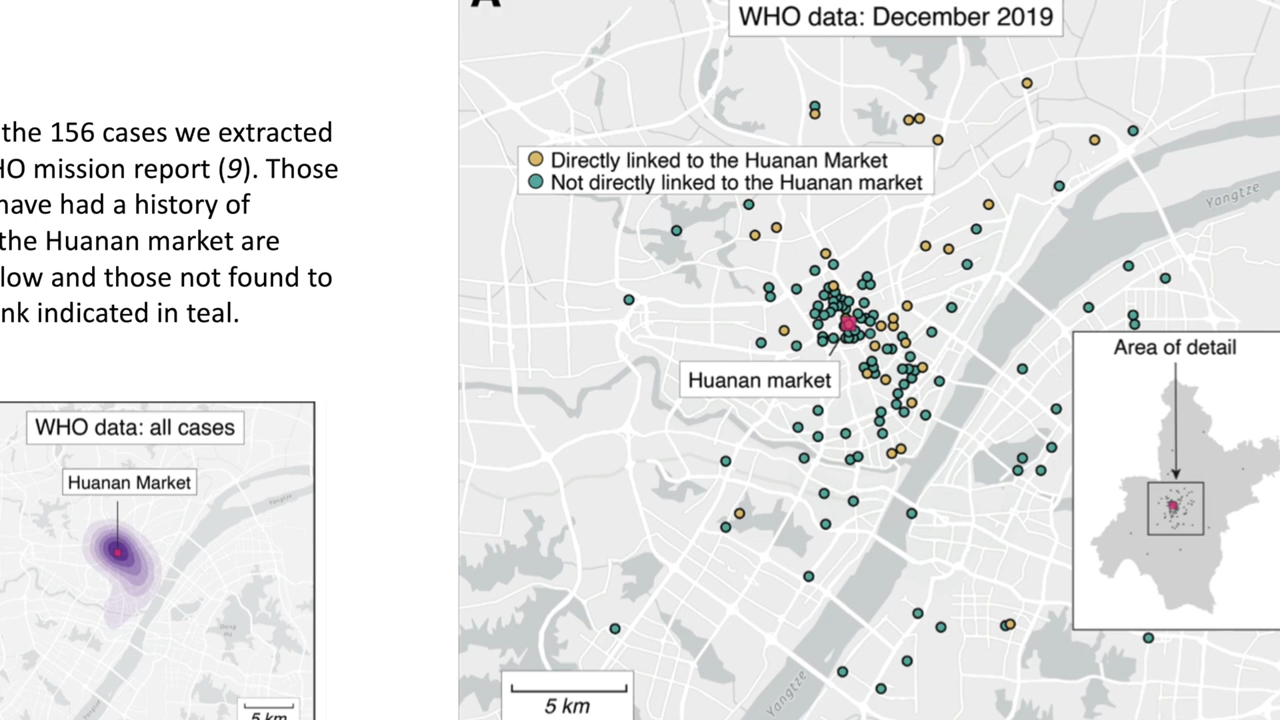 A
WHO data: December 2019
the 156 cases we extracted
HO mission report (9). Those
have had a history of
the Huanan market are
low and those not found to
nk indicated in teal.
Directly linked to the Huanan Market
Not directly linked to the Huanan market
Yangtze
Huanan market
Area of detail
WHO data: all cases
Huanan Market
Yangtze
5 km
5 km
Yangtze